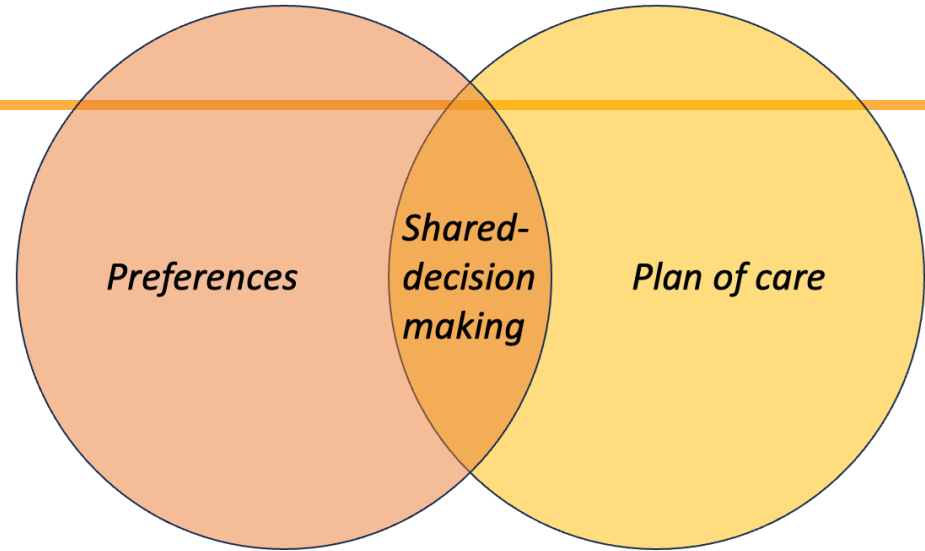 Preferences
Shared-
decision
making
Plan of care